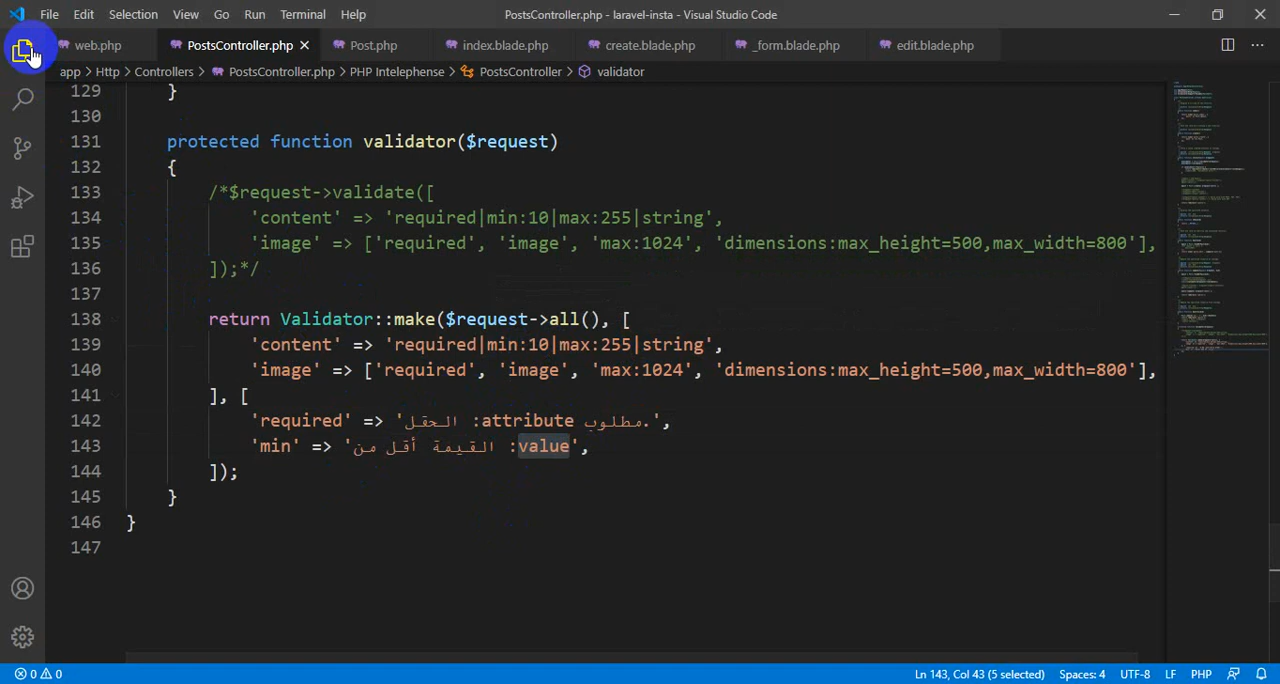 File Edit Selection View Go Run Terminal Help PostsController.php - laravel-insta - Visual Studio Code
web.php PostsController.php Post.php index.blade.php create.blade.php _form.blade.php edit.blade.php
app > Http > Controllers > PostsController.php > PHP Intelephense > PostsController > validator
129 }
130
131 protected function validator($request)
132 {
133 /*$request->validate([
134 'content' => 'required|min:10|max:255|string',
135 'image' => ['required', 'image', 'max:1024', 'dimensions:max_height=500,max_width=800'],
136 ]);*/
137
138 return Validator::make($request->all(), [
139 'content' => 'required|min:10|max:255|string',
140 'image' => ['required', 'image', 'max:1024', 'dimensions:max_height=500,max_width=800'],
141 ], [
142 'required' => 'الحقل :attribute مطلوب.',
143 'min' => 'القيمة أقل من :value',
144 ]);
145 }
146 }
147
0 0 Ln 143, Col 43 (5 selected) Spaces: 4 UTF-8 LF PHP